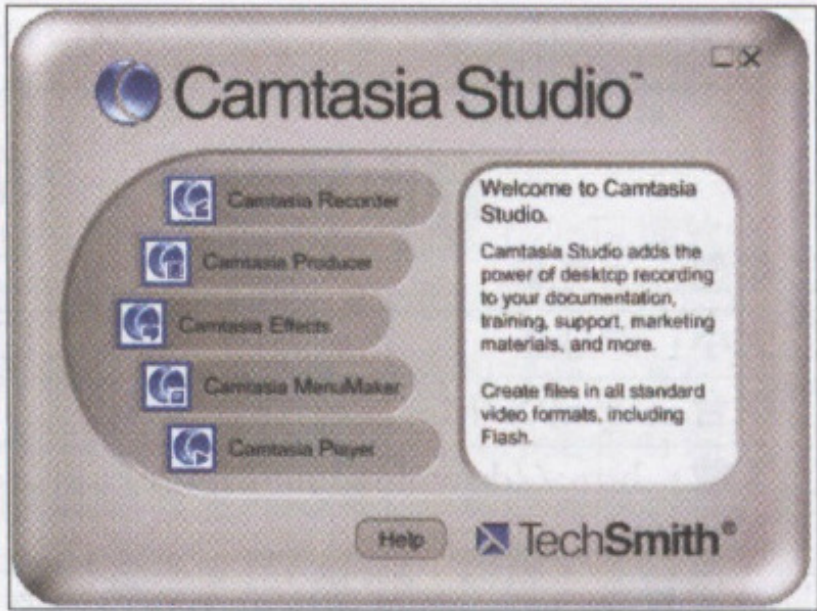 Camtasia Studio™
Camtasia Recorder
Camtasia Producer
Camtasia Effects
Camtasia MenuMaker
Camtasia Player
Welcome to Camtasia
Studio.
Camtasia Studio adds the
power of desktop recording
to your documentation,
training, support, marketing
materials, and more.
Create files in all standard
video formats, including
Flash.
Help
TechSmith®